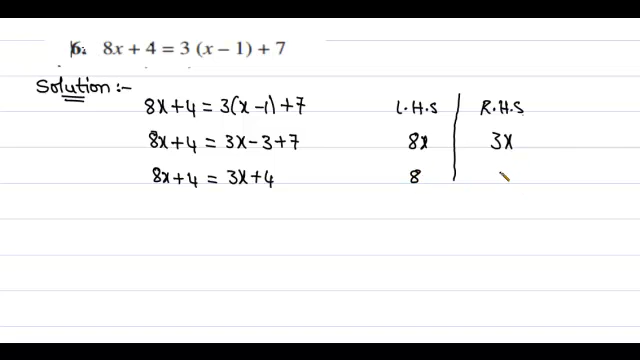 6. 8x + 4 = 3 (x − 1) + 7
Solution :-
8x+4 = 3(x-1)+7 L.H.S R.H.S
8x+4 = 3x-3+7 8x 3x
8x+4 = 3x+4 8